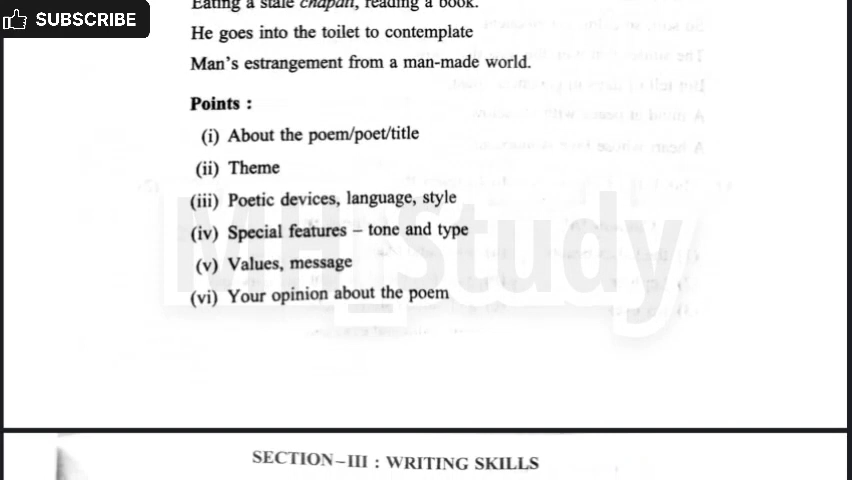 SUBSCRIBE
Eating a stale chapati, reading a book.
He goes into the toilet to contemplate
Man's estrangement from a man-made world.
Points :
(i) About the poem/poet/title
(ii) Theme
(iii) Poetic devices, language, style
(iv) Special features – tone and type
(v) Values, message
(vi) Your opinion about the poem
MH_Study
SECTION–III : WRITING SKILLS